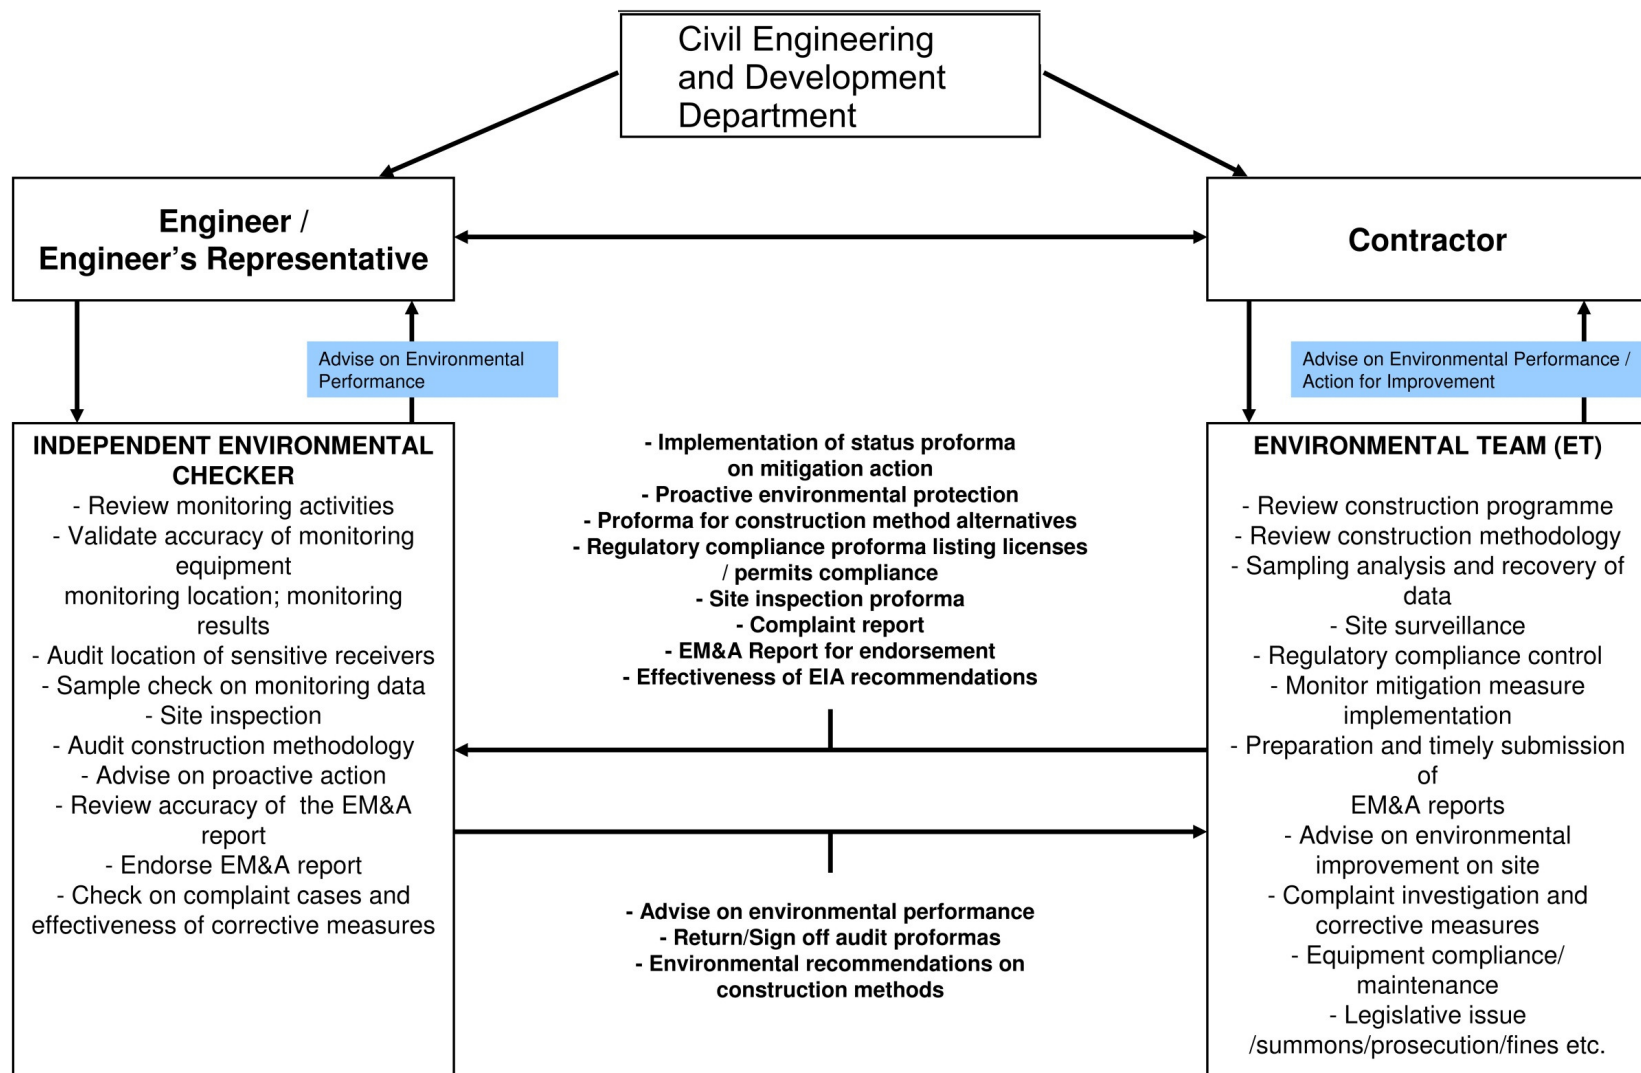 Civil Engineering
and Development
Department
Engineer /
Engineer’s Representative
Contractor
Advise on Environmental
Performance
Advise on Environmental Performance /
Action for Improvement
INDEPENDENT ENVIRONMENTAL
CHECKER
- Review monitoring activities
- Validate accuracy of monitoring
equipment
monitoring location; monitoring
results
- Audit location of sensitive receivers
- Sample check on monitoring data
- Site inspection
- Audit construction methodology
- Advise on proactive action
- Review accuracy of  the EM&A
report
- Endorse EM&A report
- Check on complaint cases and
effectiveness of corrective measures
- Implementation of status proforma
on mitigation action
- Proactive environmental protection
- Proforma for construction method alternatives
- Regulatory compliance proforma listing licenses
/ permits compliance
- Site inspection proforma
- Complaint report
- EM&A Report for endorsement
- Effectiveness of EIA recommendations
- Advise on environmental performance
- Return/Sign off audit proformas
- Environmental recommendations on
construction methods
ENVIRONMENTAL TEAM (ET)
- Review construction programme
- Review construction methodology
- Sampling analysis and recovery of
data
- Site surveillance
- Regulatory compliance control
- Monitor mitigation measure
implementation
- Preparation and timely submission
of
EM&A reports
- Advise on environmental
improvement on site
- Complaint investigation and
corrective measures
- Equipment compliance/
maintenance
- Legislative issue
/summons/prosecution/fines etc.